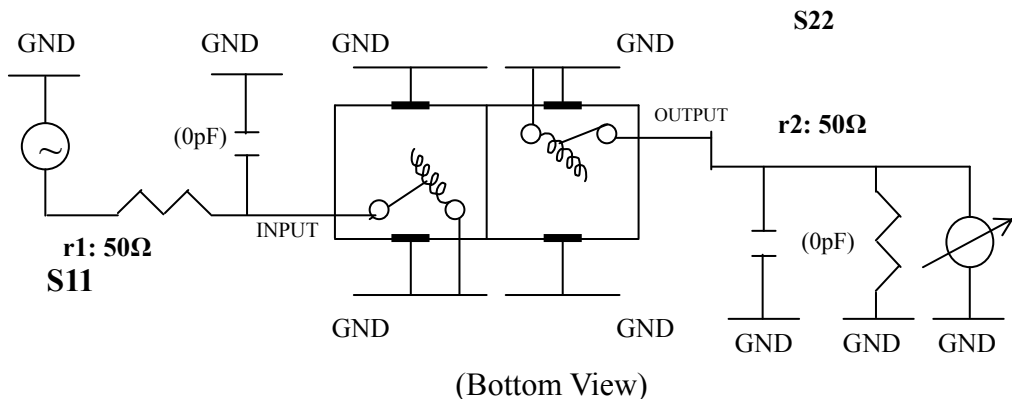 S22
GND
GND
GND
GND
(0pF)
OUTPUT
r2: 50Ω
~
INPUT
r1: 50Ω
S11
(0pF)
GND
GND
GND
GND
GND
(Bottom View)